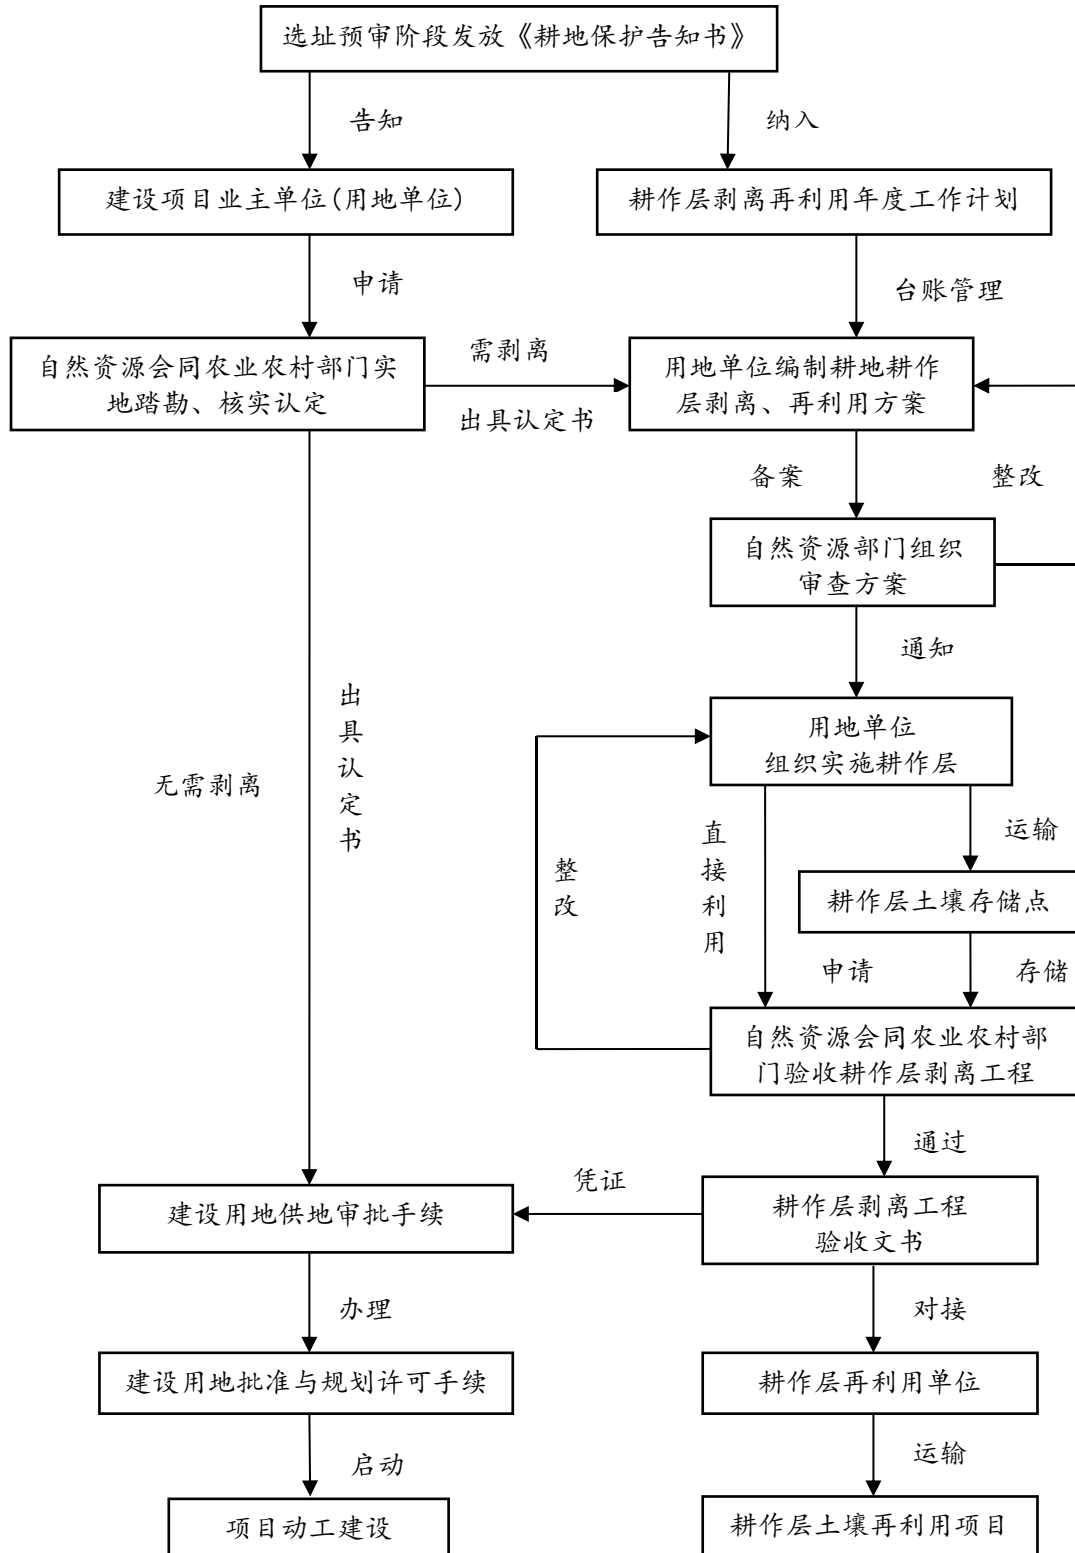 选址预审阶段发放《耕地保护告知书》
告知
纳入
建设项目业主单位(用地单位)
耕作层剥离再利用年度工作计划
申请
台账管理
自然资源会同农业农村部门实
地踏勘、核实认定
需剥离
出具认定书
用地单位编制耕地耕作
层剥离、再利用方案
备案
整改
自然资源部门组织
审查方案
通知
无需剥离
出具认定书
用地单位
组织实施耕作层
整改
直接利用
运输
耕作层土壤存储点
申请
存储
自然资源会同农业农村部
门验收耕作层剥离工程
通过
建设用地供地审批手续
凭证
耕作层剥离工程
验收文书
办理
对接
建设用地批准与规划许可手续
耕作层再利用单位
启动
运输
项目动工建设
耕作层土壤再利用项目